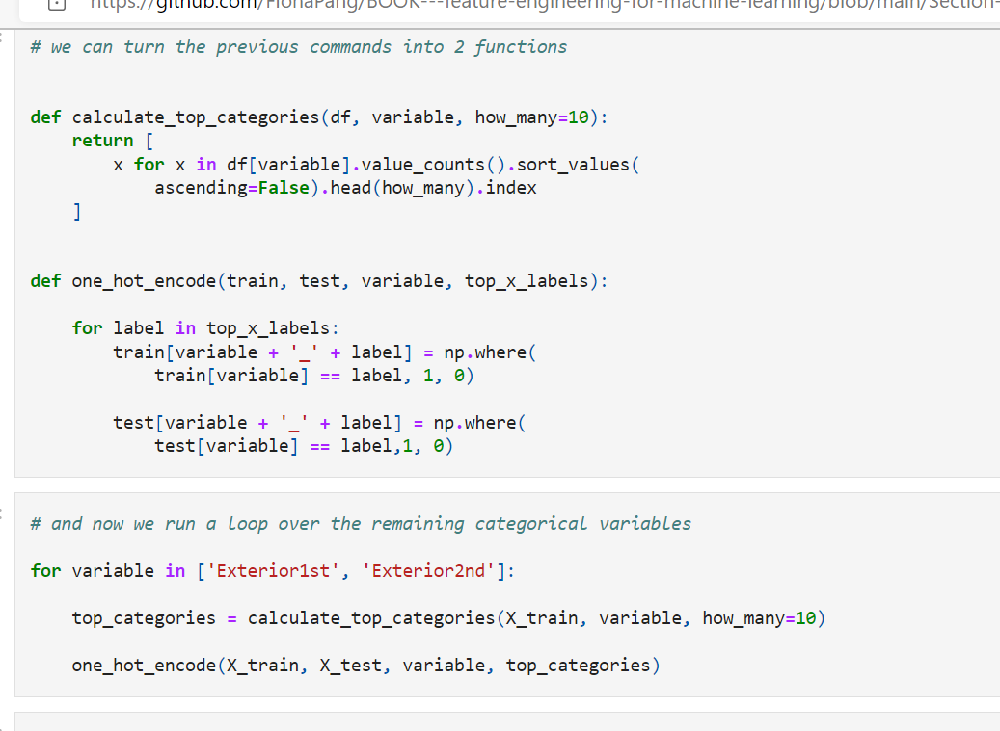 https://github.com/FionaPang/BOOK---feature-engineering-for-machine-learning/blob/main/Section-
# we can turn the previous commands into 2 functions
def calculate_top_categories(df, variable, how_many=10):
    return [
        x for x in df[variable].value_counts().sort_values(
            ascending=False).head(how_many).index
    ]
def one_hot_encode(train, test, variable, top_x_labels):
    for label in top_x_labels:
        train[variable + '_' + label] = np.where(
            train[variable] == label, 1, 0)
        test[variable + '_' + label] = np.where(
            test[variable] == label,1, 0)
# and now we run a loop over the remaining categorical variables
for variable in ['Exterior1st', 'Exterior2nd']:
    top_categories = calculate_top_categories(X_train, variable, how_many=10)
    one_hot_encode(X_train, X_test, variable, top_categories)